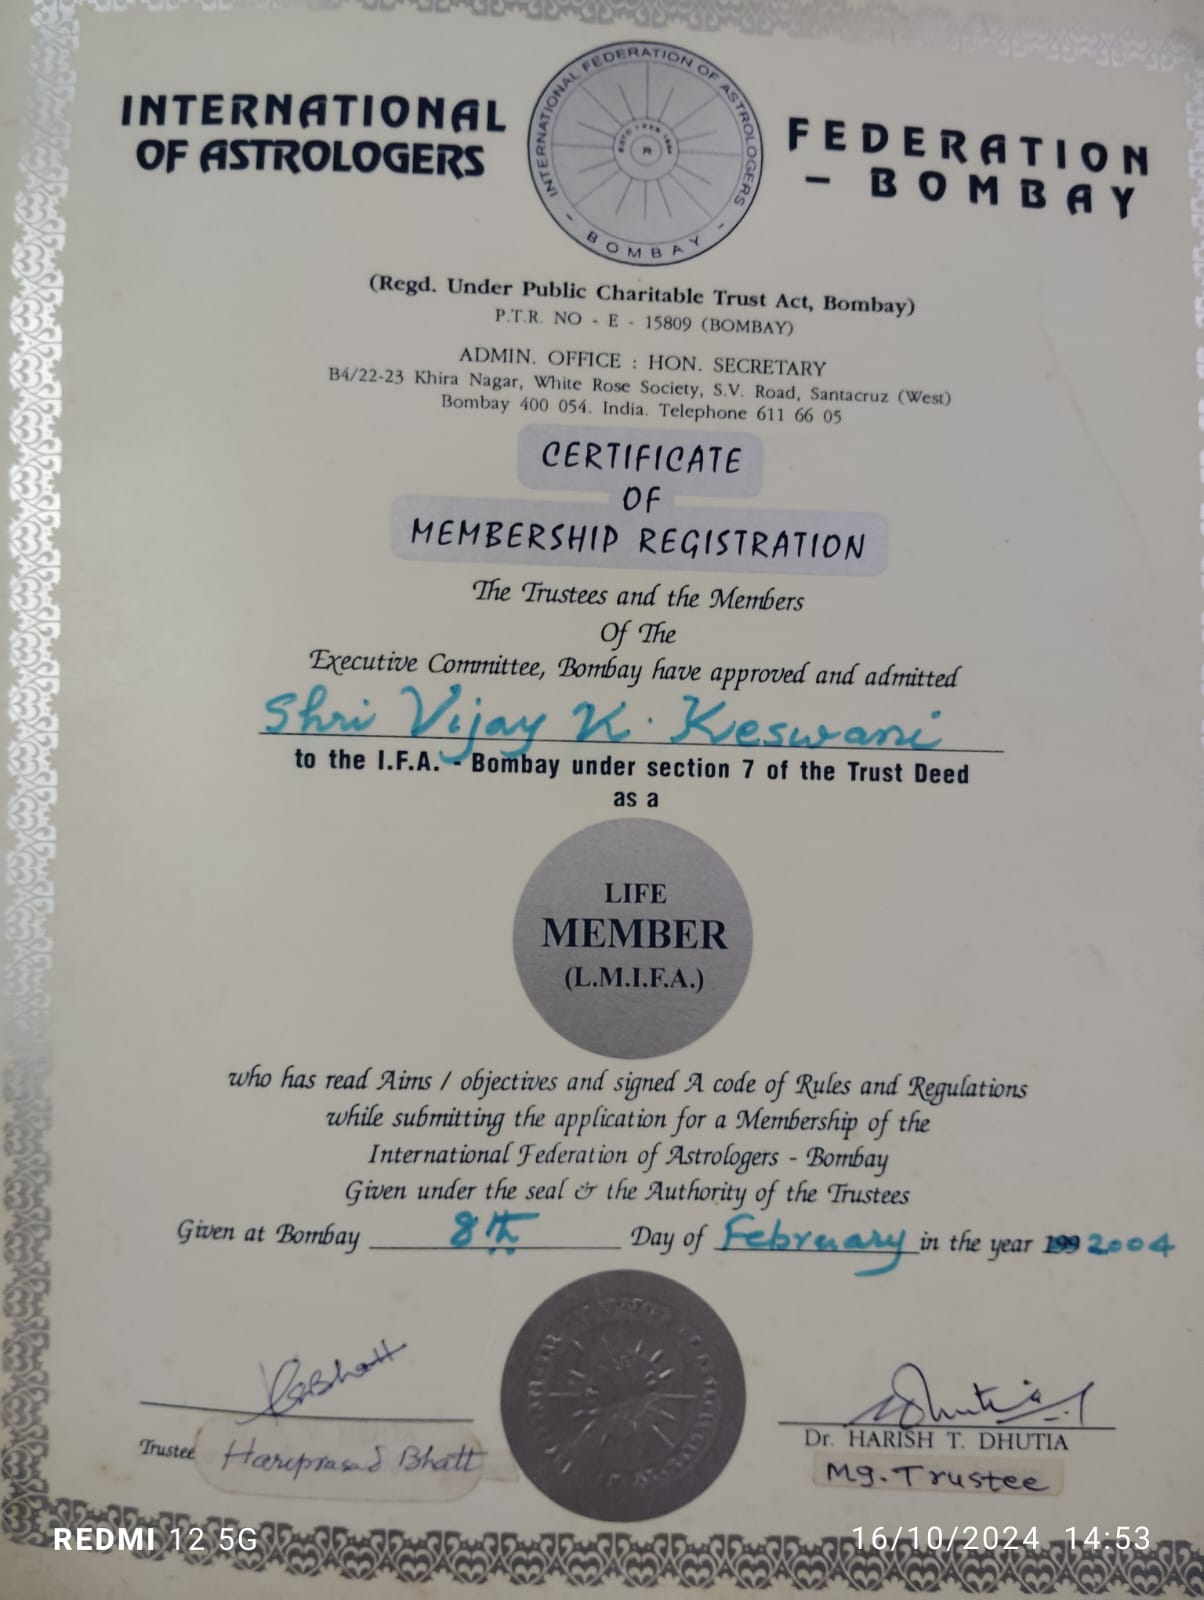 INTERNATIONAL FEDERATION
OF ASTROLOGERS - BOMBAY
INTERNATIONAL FEDERATION OF ASTROLOGERS
- BOMBAY -
R
(Regd. Under Public Charitable Trust Act, Bombay)
P.T.R. NO - E - 15809 (BOMBAY)
ADMIN. OFFICE : HON. SECRETARY
B4/22-23 Khira Nagar, White Rose Society, S.V. Road, Santacruz (West)
Bombay 400 054. India. Telephone 611 66 05
CERTIFICATE
OF
MEMBERSHIP REGISTRATION
The Trustees and the Members
Of The
Executive Committee, Bombay have approved and admitted
Shri Vijay K. Keswani
to the I.F.A. - Bombay under section 7 of the Trust Deed
as a
LIFE
MEMBER
(L.M.I.F.A.)
who has read Aims / objectives and signed A code of Rules and Regulations
while submitting the application for a Membership of the
International Federation of Astrologers - Bombay
Given under the seal & the Authority of the Trustees
Given at Bombay 8th Day of February in the year 199 2004
Trustee Hariprasad Bhatt
Dr. HARISH T. DHUTIA
Mg. Trustee
REDMI 12 5G
16/10/2024 14:53